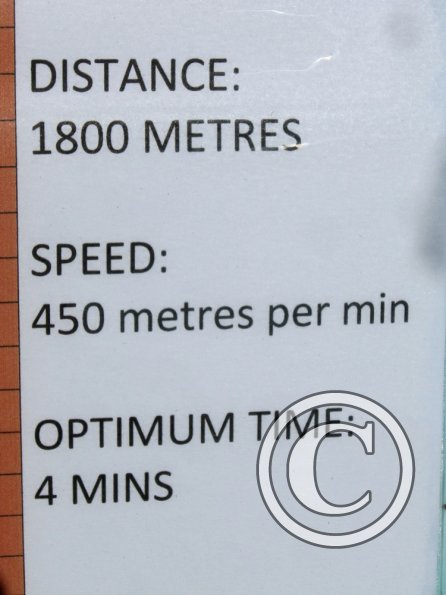 DISTANCE:
1800 METRES
SPEED:
450 metres per min
OPTIMUM TIME:
4 MINS
©